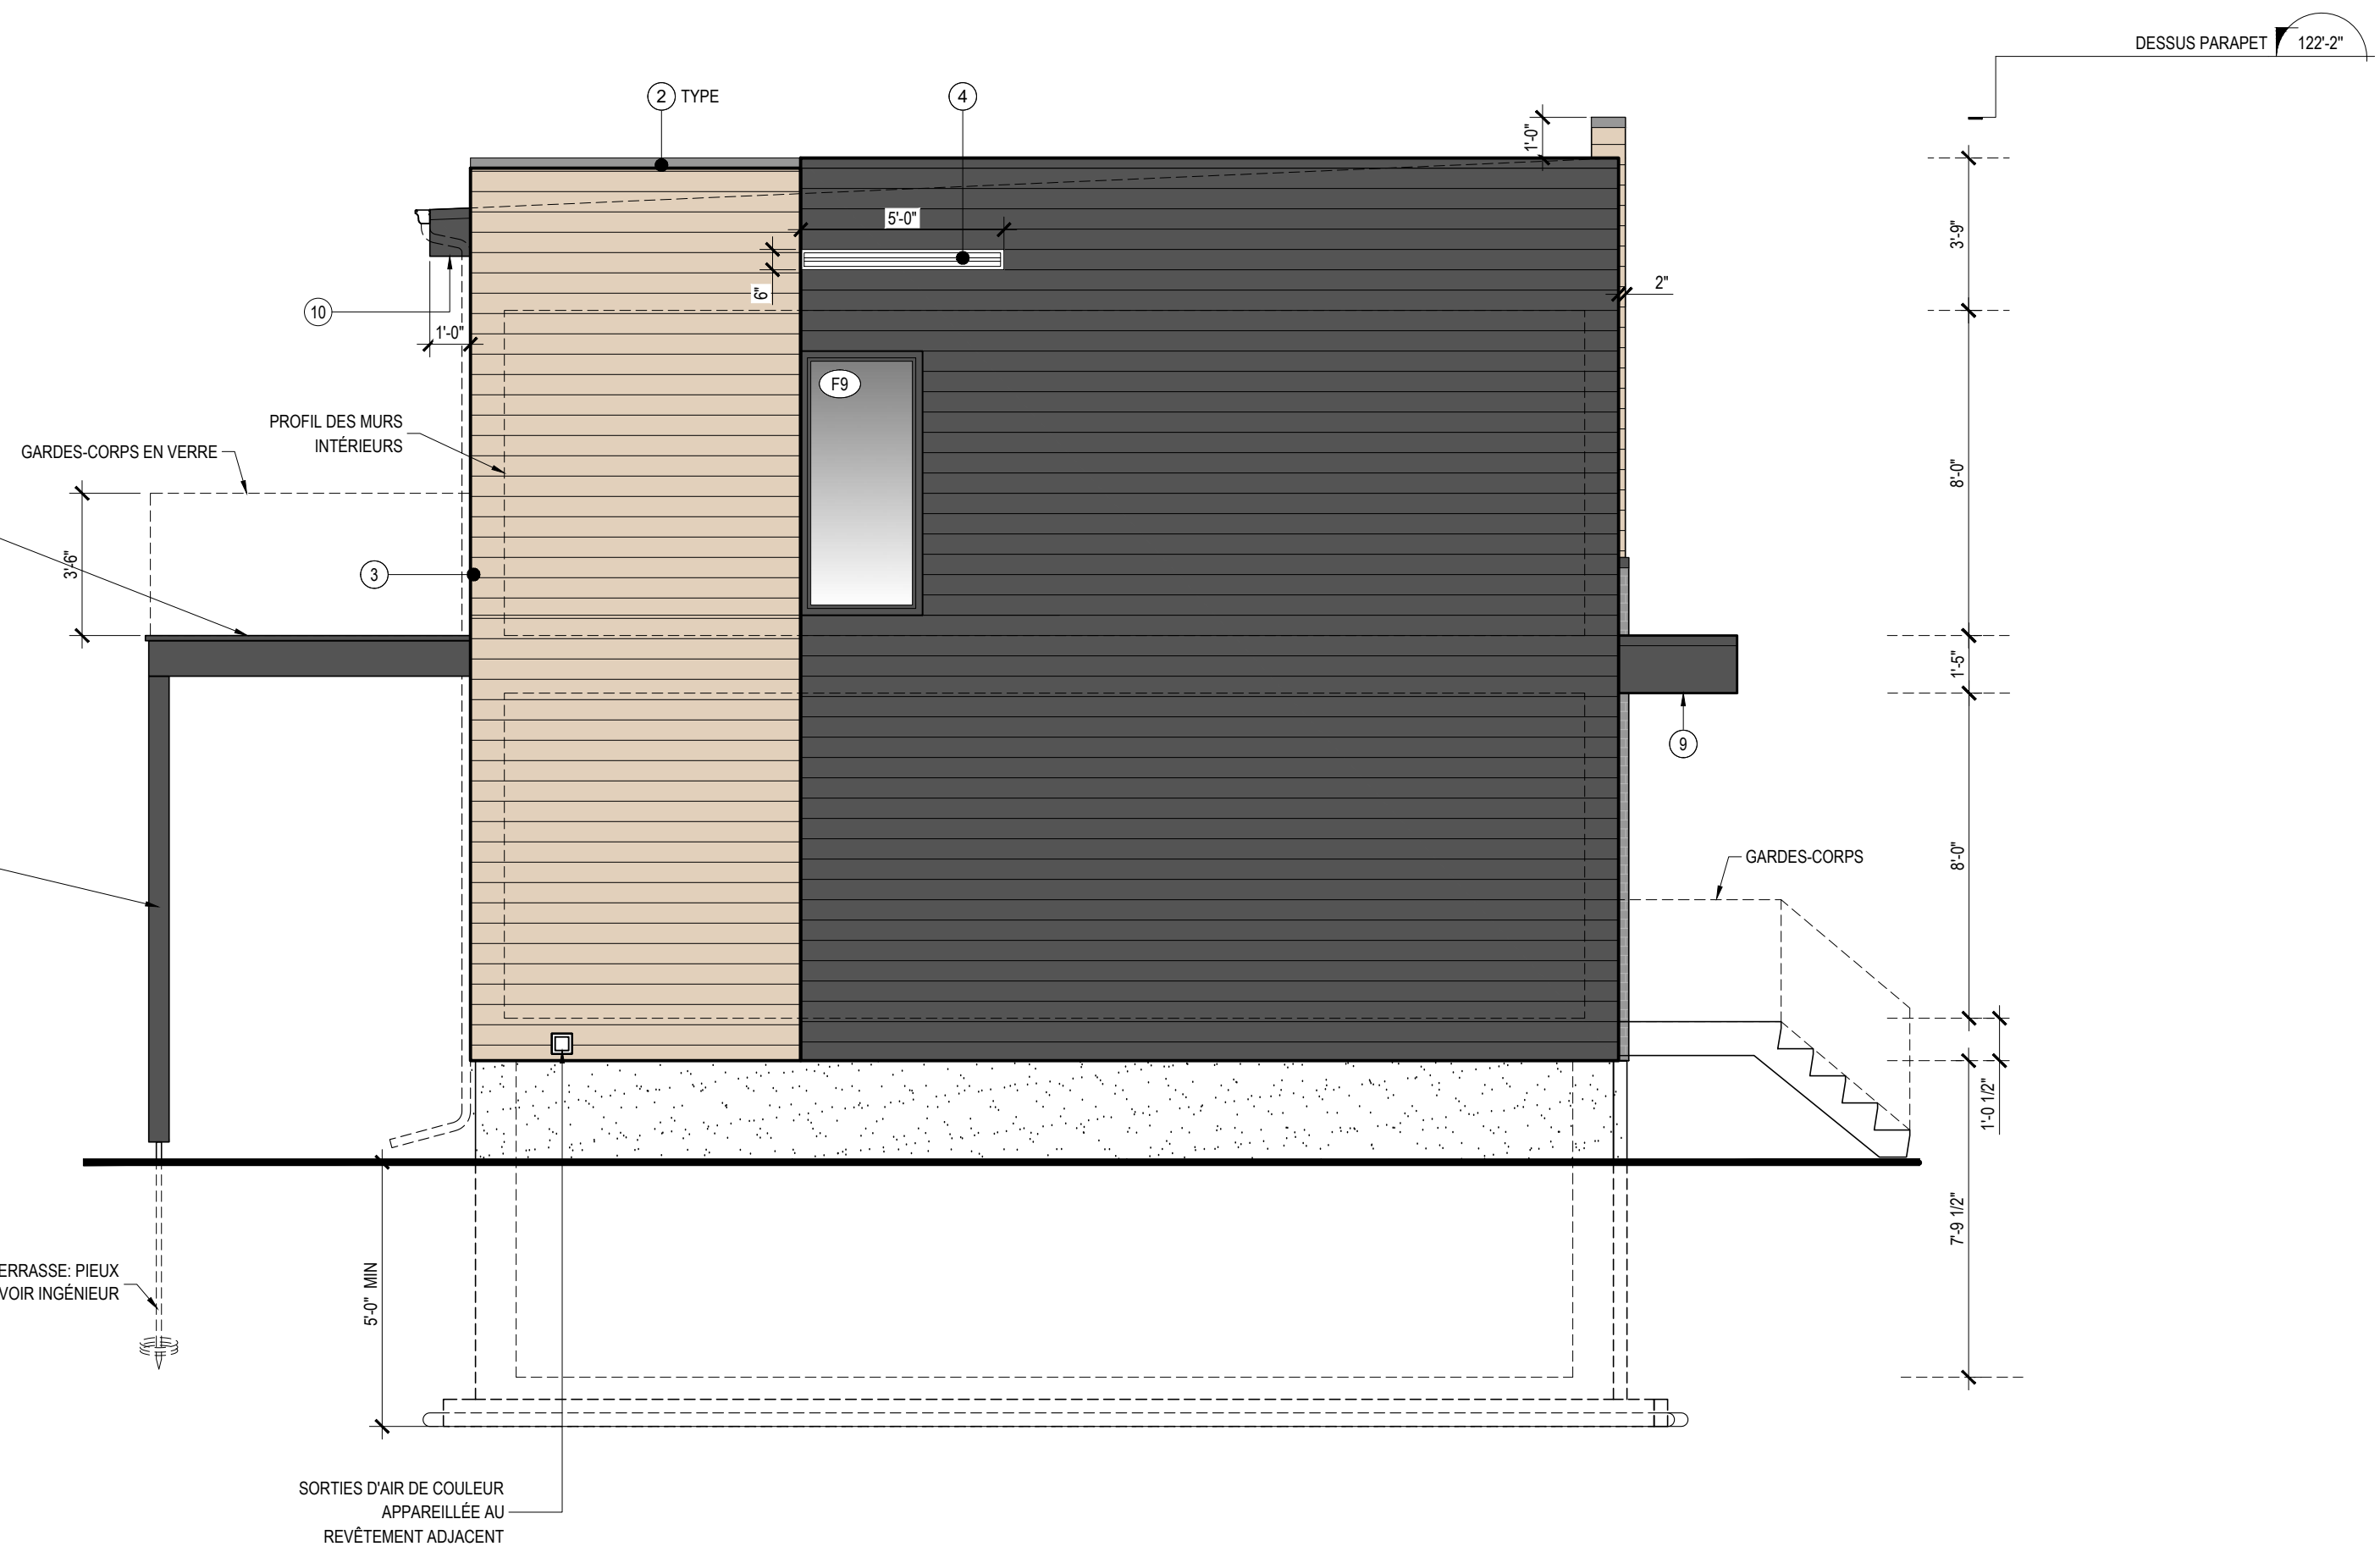 DESSUS PARAPET 122'-2"
2 TYPE
4
1'-0"
5'-0"
6"
2"
3'-9"
10
1'-0"
F9
PROFIL DES MURS
INTÉRIEURS
GARDES-CORPS EN VERRE
8'-0"
3'-6"
3
1'-5"
9
GARDES-CORPS
8'-0"
1'-0 1/2"
7'-9 1/2"
ERRASSE: PIEUX
VOIR INGÉNIEUR
5'-0" MIN
SORTIES D'AIR DE COULEUR
APPAREILLÉE AU
REVÊTEMENT ADJACENT